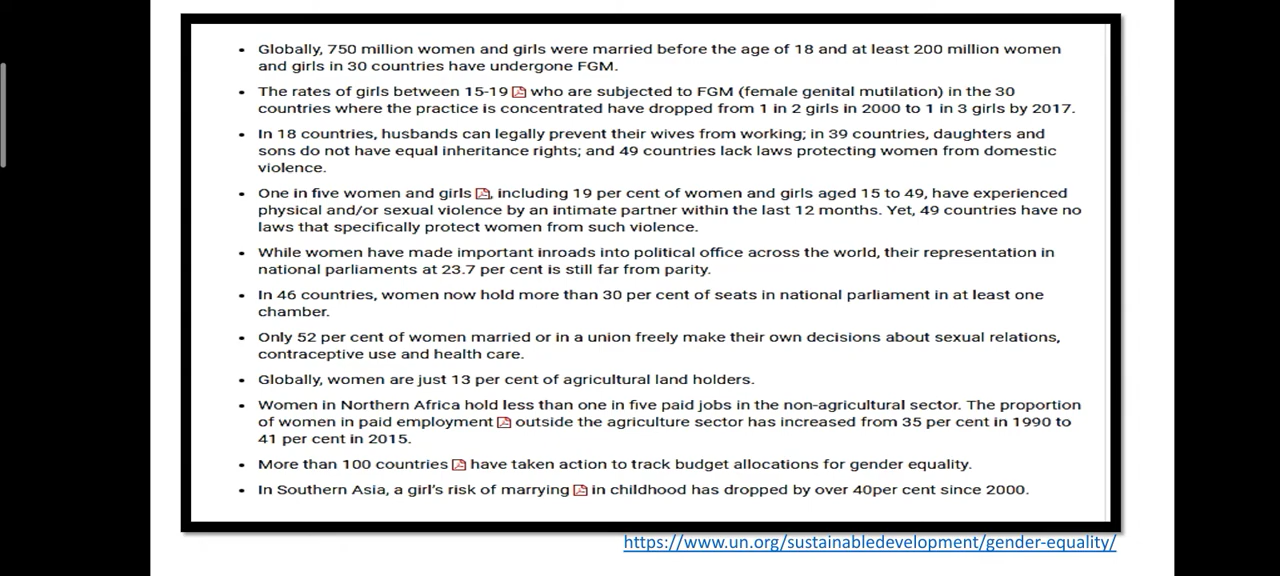 • Globally, 750 million women and girls were married before the age of 18 and at least 200 million women
and girls in 30 countries have undergone FGM.
• The rates of girls between 15-19 who are subjected to FGM (female genital mutilation) in the 30
countries where the practice is concentrated have dropped from 1 in 2 girls in 2000 to 1 in 3 girls by 2017.
• In 18 countries, husbands can legally prevent their wives from working; in 39 countries, daughters and
sons do not have equal inheritance rights; and 49 countries lack laws protecting women from domestic
violence.
• One in five women and girls , including 19 per cent of women and girls aged 15 to 49, have experienced
physical and/or sexual violence by an intimate partner within the last 12 months. Yet, 49 countries have no
laws that specifically protect women from such violence.
• While women have made important inroads into political office across the world, their representation in
national parliaments at 23.7 per cent is still far from parity.
• In 46 countries, women now hold more than 30 per cent of seats in national parliament in at least one
chamber.
• Only 52 per cent of women married or in a union freely make their own decisions about sexual relations,
contraceptive use and health care.
• Globally, women are just 13 per cent of agricultural land holders.
• Women in Northern Africa hold less than one in five paid jobs in the non-agricultural sector. The proportion
of women in paid employment outside the agriculture sector has increased from 35 per cent in 1990 to
41 per cent in 2015.
• More than 100 countries have taken action to track budget allocations for gender equality.
• In Southern Asia, a girl's risk of marrying in childhood has dropped by over 40per cent since 2000.
https://www.un.org/sustainabledevelopment/gender-equality/